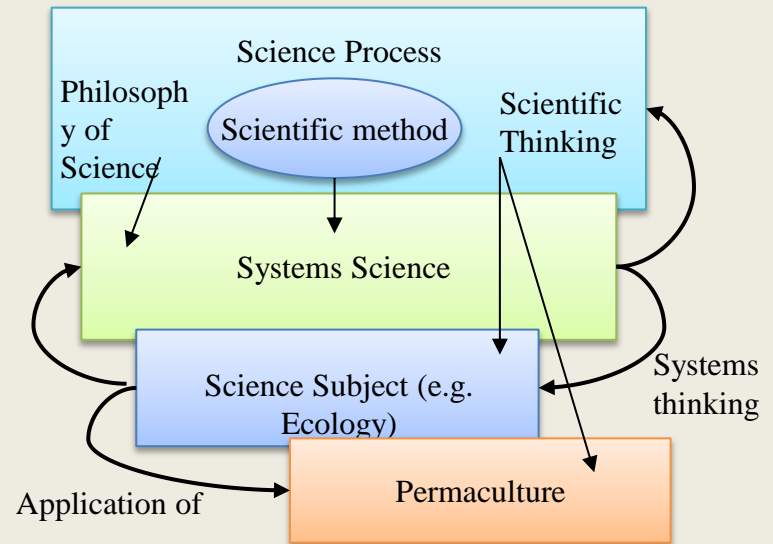 Science Process
Philosoph
y of
Science
Scientific method
Scientific
Thinking
Systems Science
Science Subject (e.g.
Ecology)
Systems
thinking
Permaculture
Application of